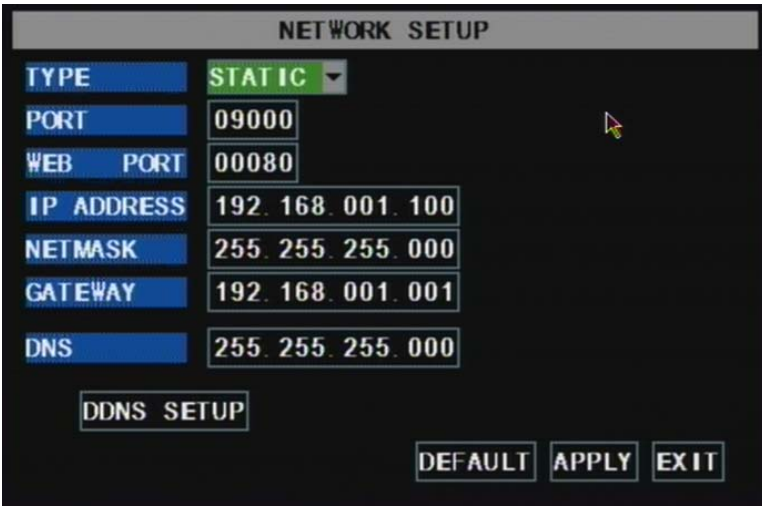 NETWORK SETUP
TYPE STATIC
PORT 09000
WEB PORT 00080
IP ADDRESS 192.168.001.100
NETMASK 255.255.255.000
GATEWAY 192.168.001.001
DNS 255.255.255.000
DDNS SETUP
DEFAULT APPLY EXIT